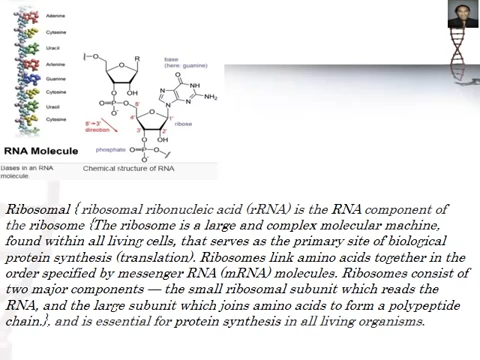 Adenine
Cytosine
Uracil
Adenine
Guanine
Cytosine
Uracil
Cytosine
RNA Molecule
Bases in an RNA
molecule.
base
(here: guanine)
O
R
O
NH
N
NH₂
N
N
O
OH
O
P
O
O⁻
5'
O
4'
1'
3'
2'
ribose
5'→3'
direction
OH
phosphate
O
P
O
O⁻
Chemical structure of RNA
Ribosomal { ribosomal ribonucleic acid (rRNA) is the RNA component of
the ribosome {The ribosome is a large and complex molecular machine,
found within all living cells, that serves as the primary site of biological
protein synthesis (translation). Ribosomes link amino acids together in the
order specified by messenger RNA (mRNA) molecules. Ribosomes consist of
two major components — the small ribosomal subunit which reads the
RNA, and the large subunit which joins amino acids to form a polypeptide
chain.}, and is essential for protein synthesis in all living organisms.